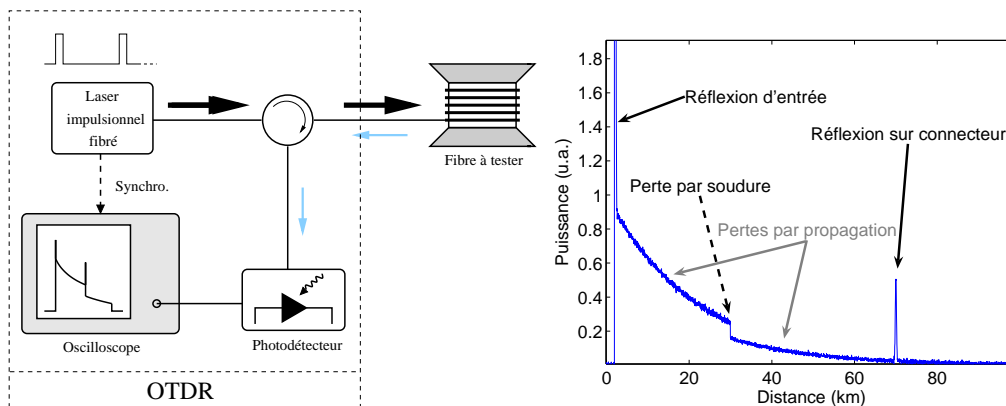 Laser
impulsionnel
fibré
Synchro.
Oscilloscope
Photodétecteur
Fibre à tester
OTDR
Puissance (u.a.)
1.8
1.6
1.4
1.2
1
0.8
0.6
0.4
0.2
0
20
40
60
80
Distance (km)
Réflexion d'entrée
Réflexion sur connecteur
Perte par soudure
Pertes par propagation